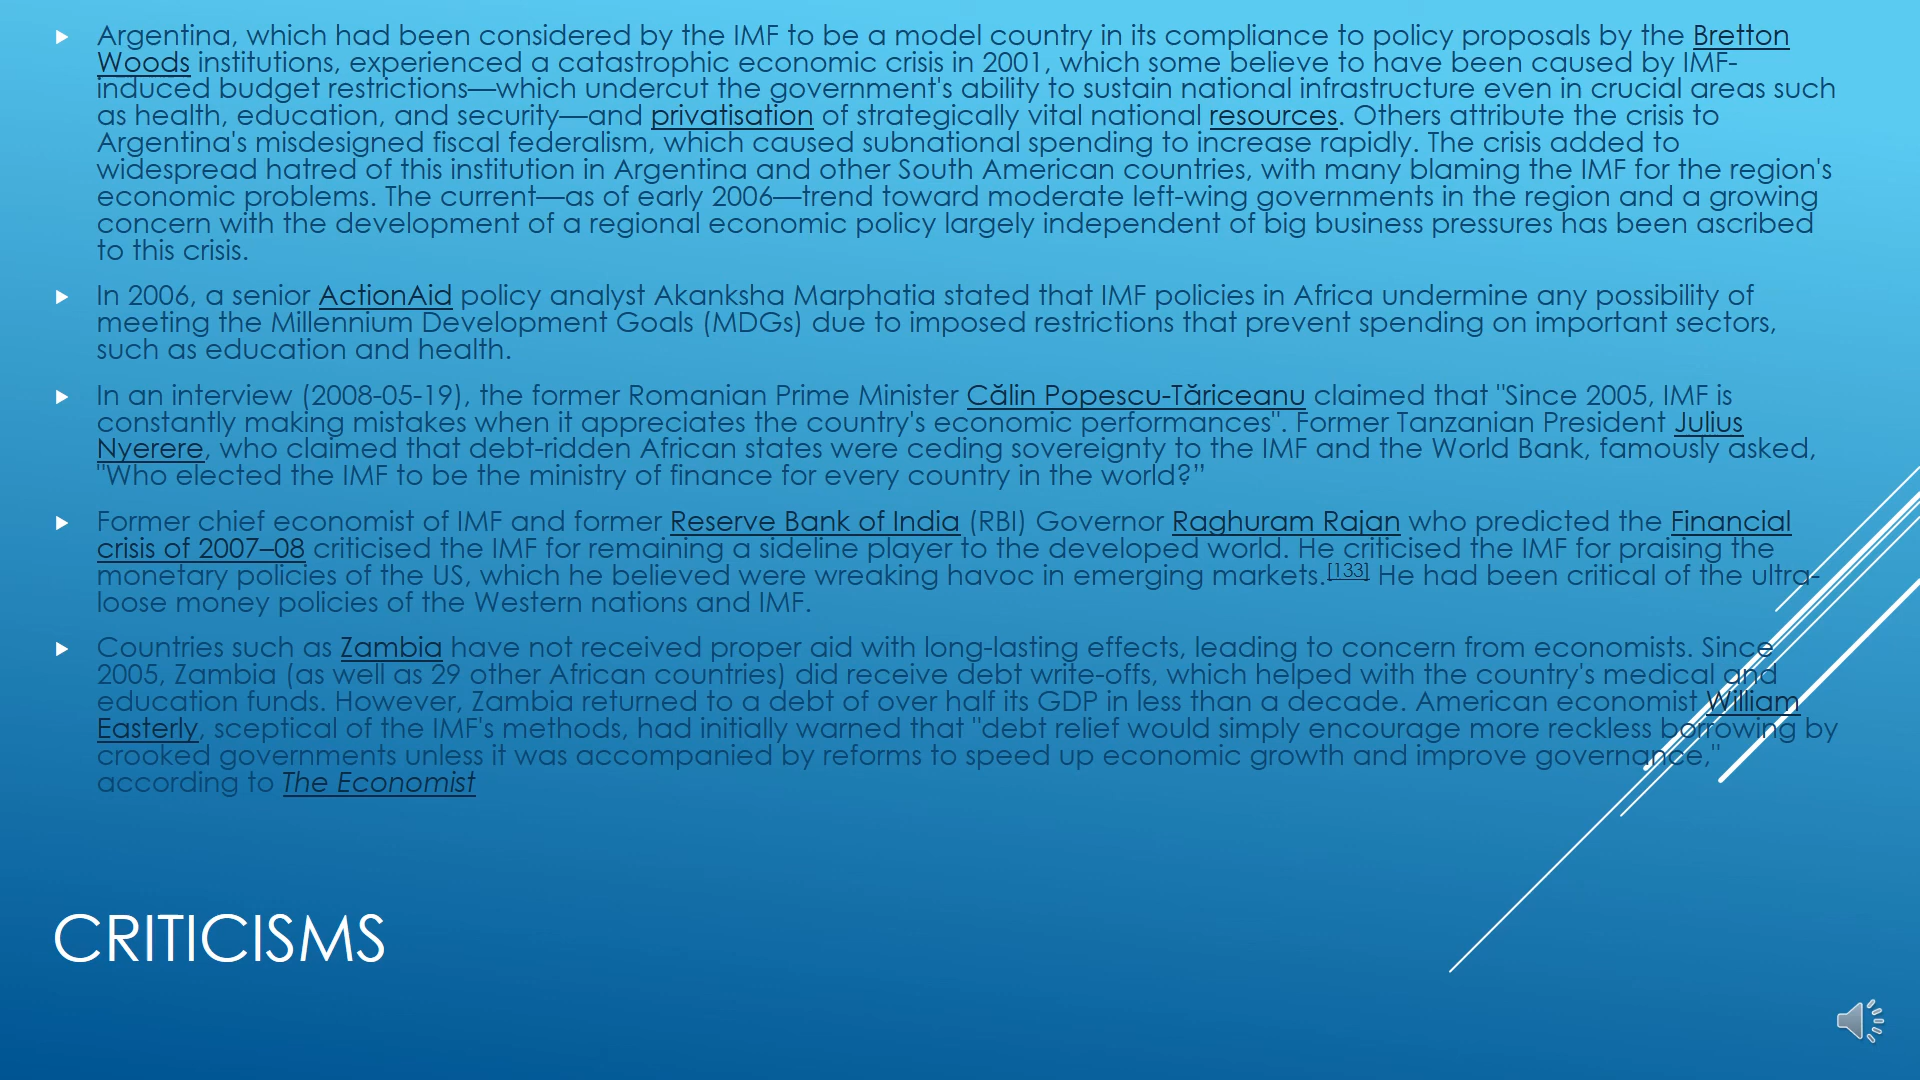 Argentina, which had been considered by the IMF to be a model country in its compliance to policy proposals by the Bretton
Woods institutions, experienced a catastrophic economic crisis in 2001, which some believe to have been caused by IMF-
induced budget restrictions—which undercut the government's ability to sustain national infrastructure even in crucial areas such
as health, education, and security—and privatisation of strategically vital national resources. Others attribute the crisis to
Argentina's misdesigned fiscal federalism, which caused subnational spending to increase rapidly. The crisis added to
widespread hatred of this institution in Argentina and other South American countries, with many blaming the IMF for the region's
economic problems. The current—as of early 2006—trend toward moderate left-wing governments in the region and a growing
concern with the development of a regional economic policy largely independent of big business pressures has been ascribed
to this crisis.
In 2006, a senior ActionAid policy analyst Akanksha Marphatia stated that IMF policies in Africa undermine any possibility of
meeting the Millennium Development Goals (MDGs) due to imposed restrictions that prevent spending on important sectors,
such as education and health.
In an interview (2008-05-19), the former Romanian Prime Minister Călin Popescu-Tăriceanu claimed that "Since 2005, IMF is
constantly making mistakes when it appreciates the country's economic performances". Former Tanzanian President Julius
Nyerere, who claimed that debt-ridden African states were ceding sovereignty to the IMF and the World Bank, famously asked,
"Who elected the IMF to be the ministry of finance for every country in the world?”
Former chief economist of IMF and former Reserve Bank of India (RBI) Governor Raghuram Rajan who predicted the Financial
crisis of 2007–08 criticised the IMF for remaining a sideline player to the developed world. He criticised the IMF for praising the
monetary policies of the US, which he believed were wreaking havoc in emerging markets.[133] He had been critical of the ultra-
loose money policies of the Western nations and IMF.
Countries such as Zambia have not received proper aid with long-lasting effects, leading to concern from economists. Since
2005, Zambia (as well as 29 other African countries) did receive debt write-offs, which helped with the country's medical and
education funds. However, Zambia returned to a debt of over half its GDP in less than a decade. American economist William
Easterly, sceptical of the IMF's methods, had initially warned that "debt relief would simply encourage more reckless borrowing by
crooked governments unless it was accompanied by reforms to speed up economic growth and improve governance,"
according to The Economist
CRITICISMS